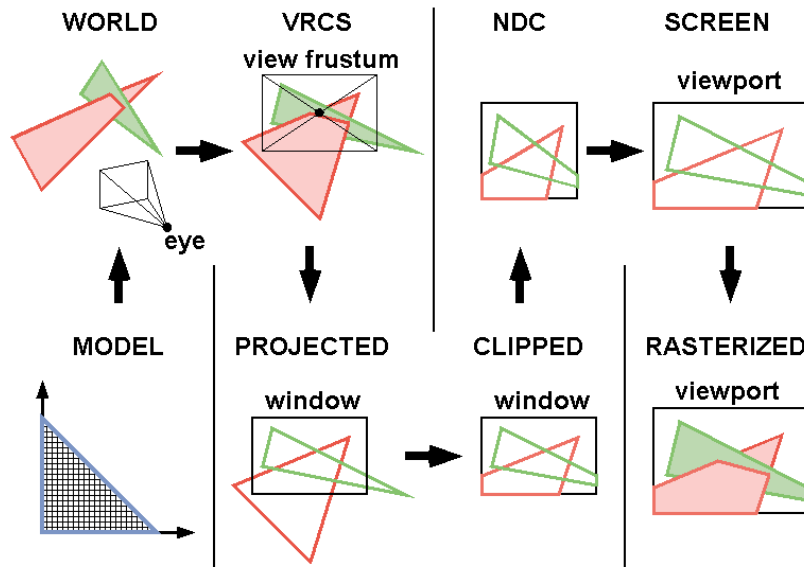 WORLD
VRCS
NDC
SCREEN
view frustum
viewport
eye
MODEL
PROJECTED
CLIPPED
RASTERIZED
window
window
viewport